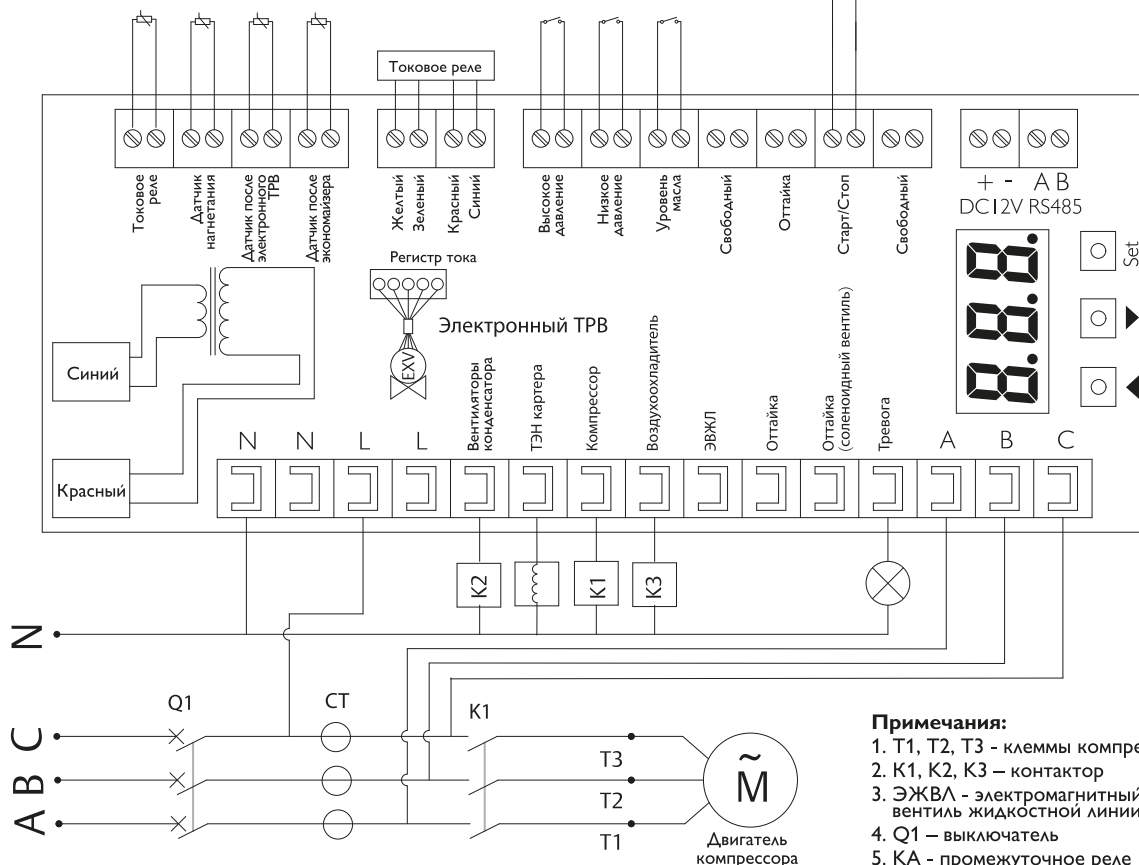 Токовое реле
Токовое
реле
Датчик
нагнетания
Датчик после
электронного
ТРВ
Датчик после
экономайзера
Желтый
Зеленый
Красный
Синий
Высокое
давление
Низкое
давление
Уровень
масла
Свободный
Оттайка
Старт/Стоп
Свободный
+ - A B
DC12V RS485
Set
Регистр тока
Электронный ТРВ
EXV
Синий
Красный
Вентиляторы
конденсатора
ТЭН картера
Компрессор
Воздухоохладитель
ЭВЖЛ
Оттайка
Оттайка
(соленоидный вентиль)
Тревога
N N L L A B C
8.8.8.
K2 K1 K3
N
Q1 CT K1
C
B
A
T3
T2
T1
M
Двигатель
компрессора
Примечания:
1. T1, T2, T3 - клеммы компре
2. K1, K2, K3 – контактор
3. ЭЖВЛ - электромагнитный
вентиль жидкостной линии
4. Q1 – выключатель
5. KA - промежуточное реле